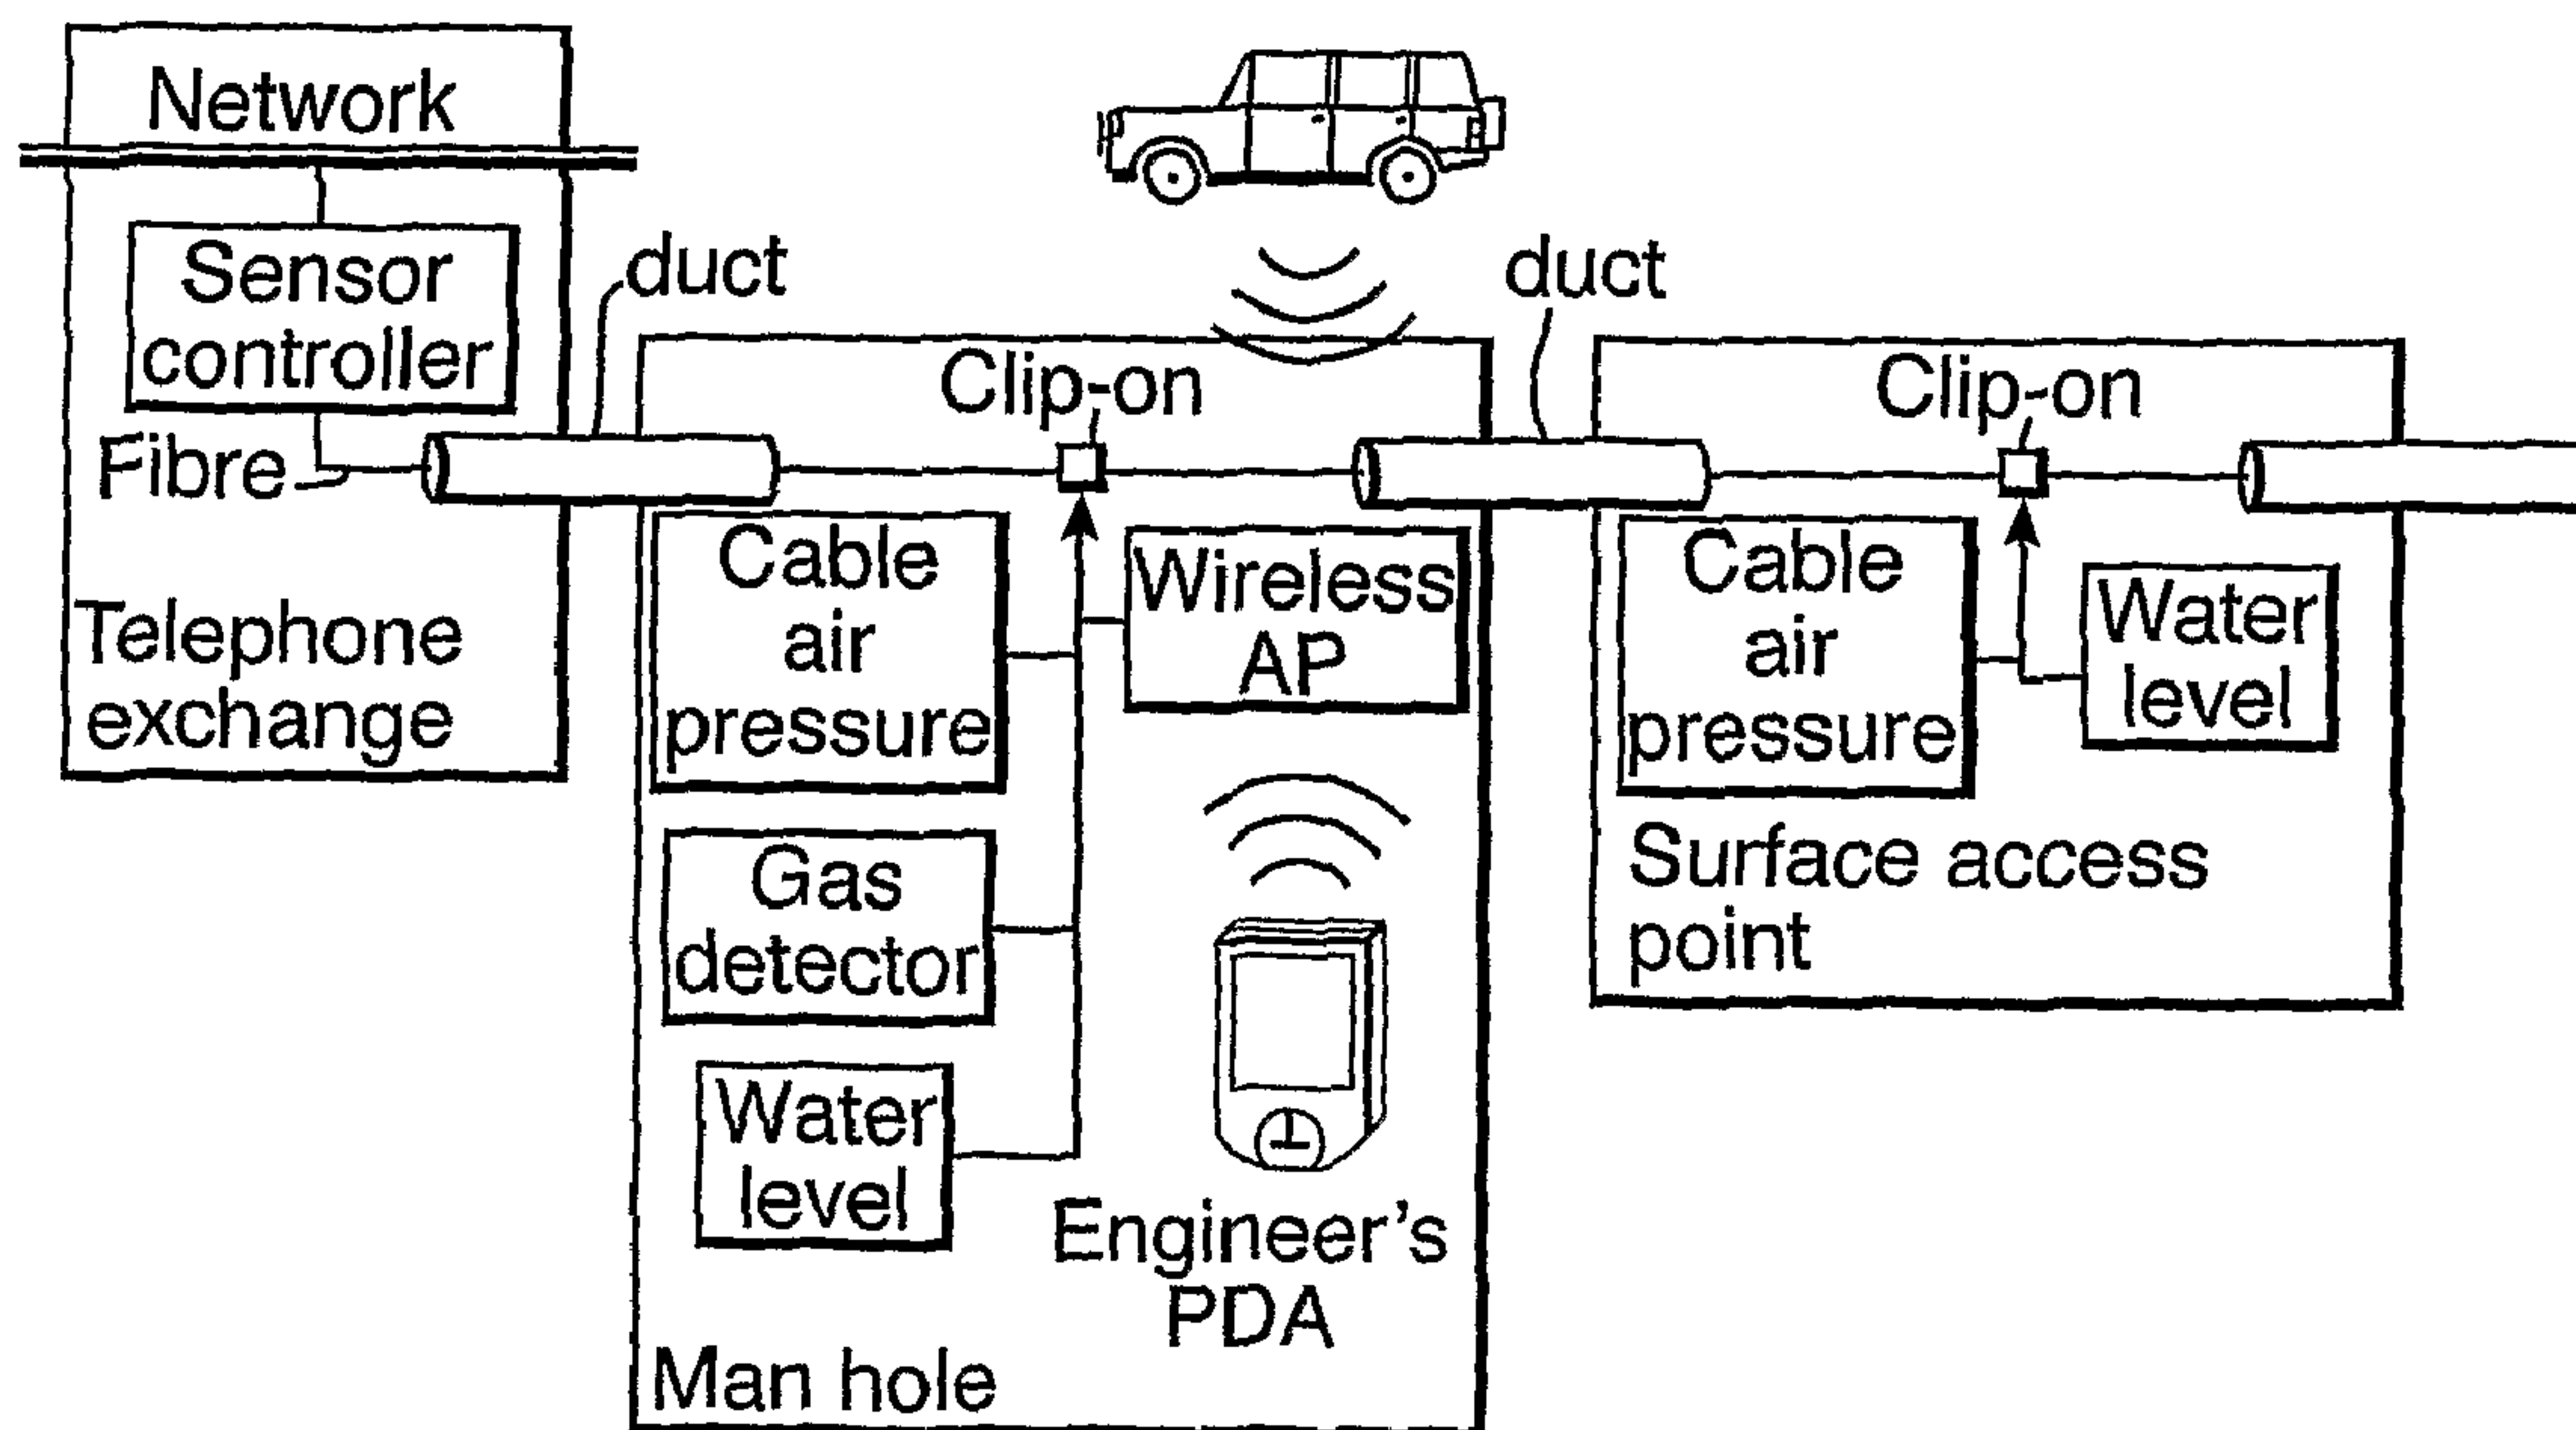 Network
Sensor
controller
Fibre
Telephone
exchange
duct
Clip-on
Cable
air
pressure
Wireless
AP
Gas
detector
Water
level
Engineer's
PDA
Man hole
duct
Clip-on
Cable
air
pressure
Water
level
Surface access
point